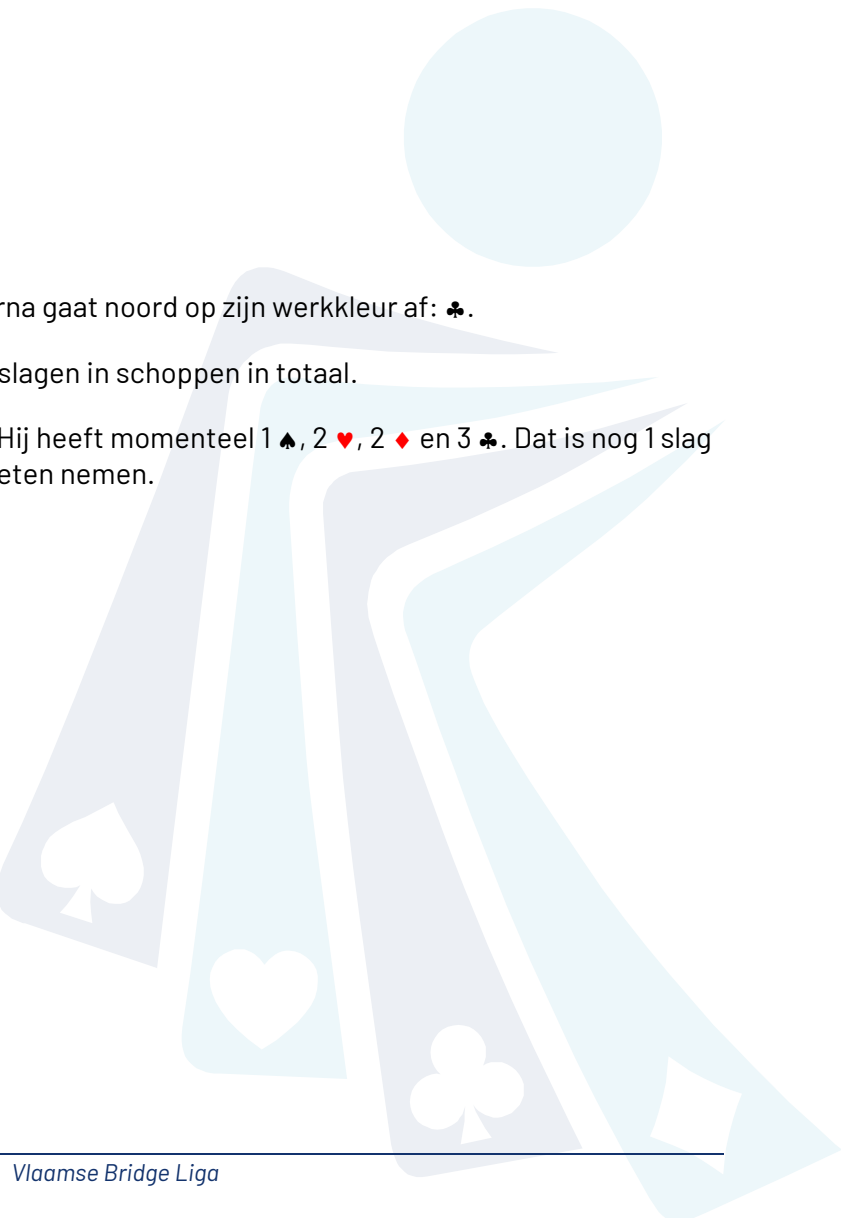 rna gaat noord op zijn werkkleur af: ♣.
slagen in schoppen in totaal.
Hij heeft momenteel 1 ♠, 2 ♥, 2 ♦ en 3 ♣. Dat is nog 1 slag
eten nemen.
Vlaamse Bridge Liga